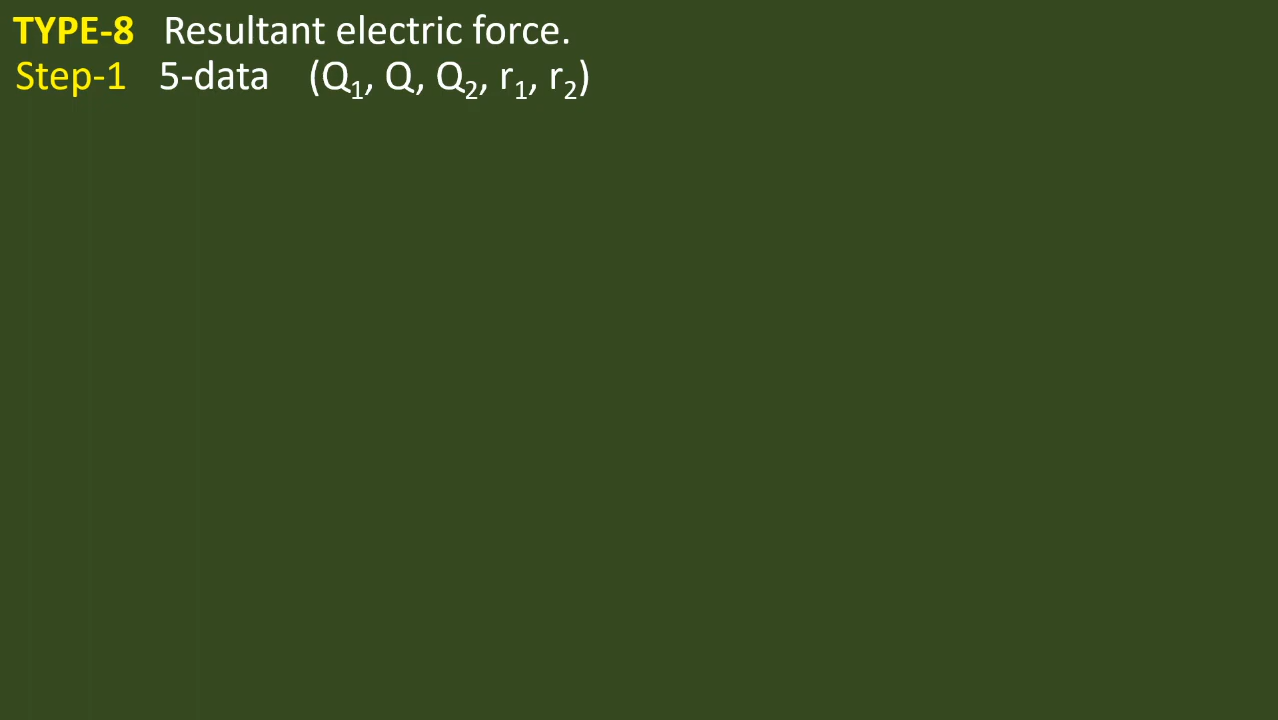 TYPE-8 Resultant electric force.
Step-1 5-data (Q₁, Q, Q₂, r₁, r₂)